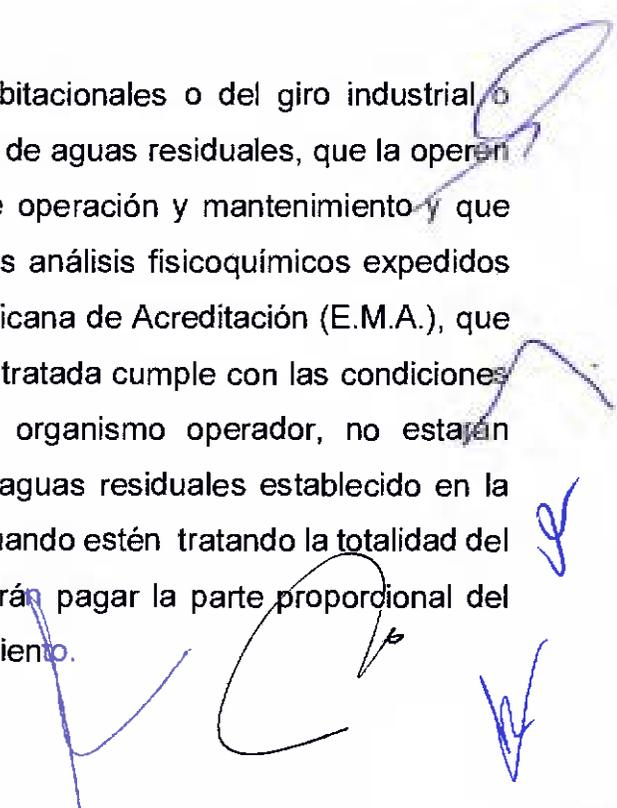 bitacionales o del giro industrial o
de aguas residuales, que la operen
e operación y mantenimiento y que
s análisis fisicoquímicos expedidos
icana de Acreditación (E.M.A.), que
tratada cumple con las condiciones
organismo operador, no estarán
aguas residuales establecido en la
uando estén tratando la totalidad del
rán pagar la parte proporcional del
iento.